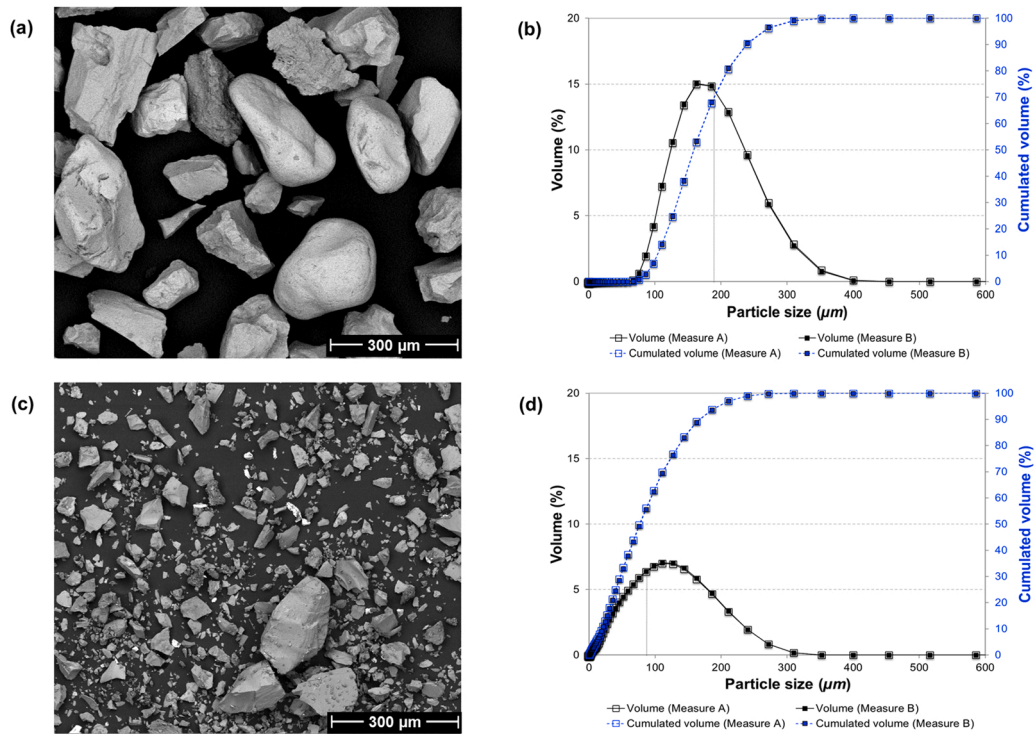 (a)
300 µm
(b)
20
15
10
5
0
Volume (%)
100
90
80
70
60
50
40
30
20
10
0
Cumulated volume (%)
0 100 200 300 400 500 600
Particle size (µm)
Volume (Measure A) Volume (Measure B)
Cumulated volume (Measure A) Cumulated volume (Measure B)
(c)
300 µm
(d)
20
15
10
5
0
Volume (%)
100
90
80
70
60
50
40
30
20
10
0
Cumulated volume (%)
0 100 200 300 400 500 600
Particle size (µm)
Volume (Measure A) Volume (Measure B)
Cumulated volume (Measure A) Cumulated volume (Measure B)